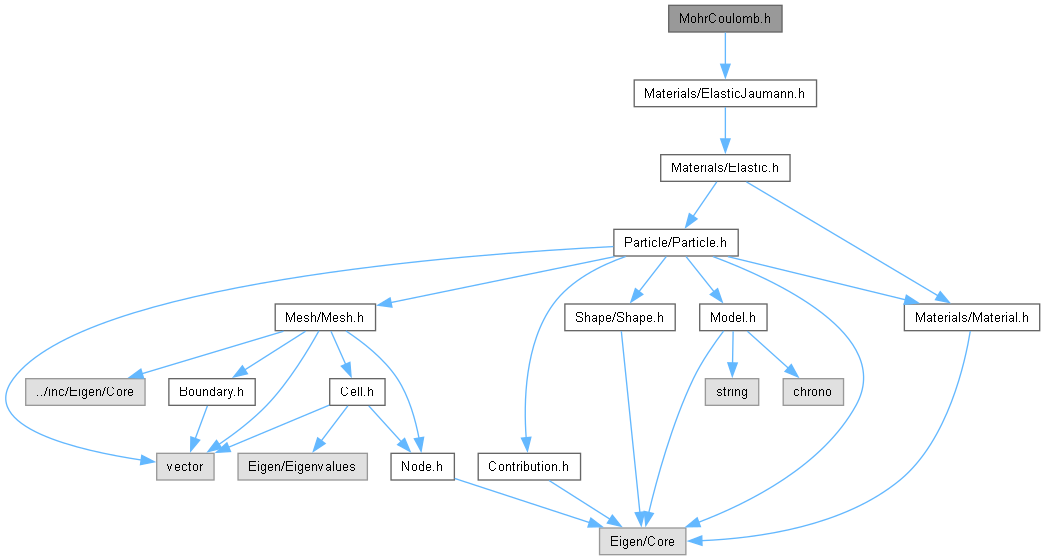 MohrCoulomb.h
Materials/ElasticJaumann.h
Materials/Elastic.h
Particle/Particle.h
Mesh/Mesh.h
Shape/Shape.h
Model.h
Materials/Material.h
../inc/Eigen/Core
Boundary.h
Cell.h
string
chrono
vector
Eigen/Eigenvalues
Node.h
Contribution.h
Eigen/Core